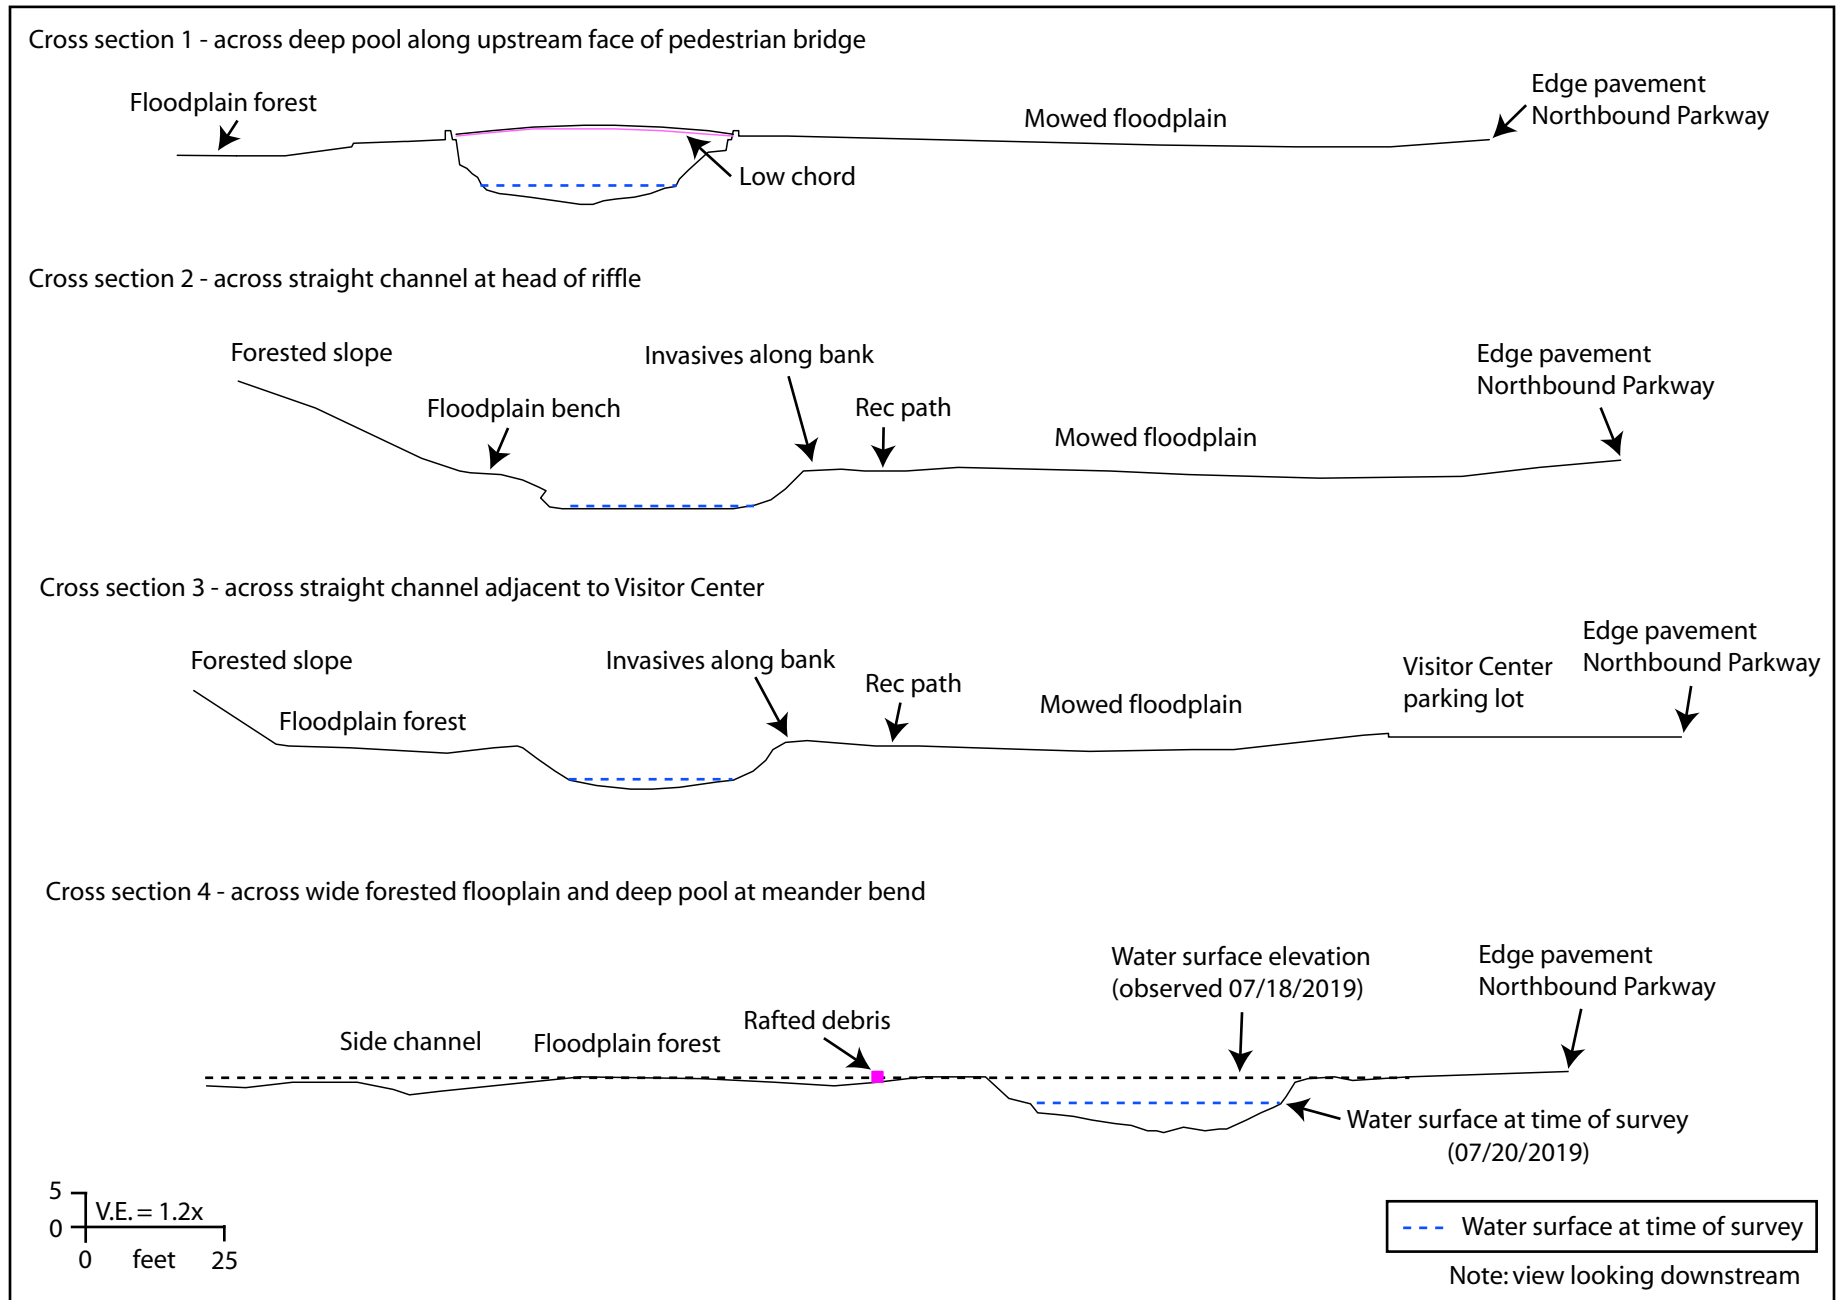 Cross section 1 - across deep pool along upstream face of pedestrian bridge
Floodplain forest
Low chord
Mowed floodplain
Edge pavement
Northbound Parkway
Cross section 2 - across straight channel at head of riffle
Forested slope
Floodplain bench
Invasives along bank
Rec path
Mowed floodplain
Edge pavement
Northbound Parkway
Cross section 3 - across straight channel adjacent to Visitor Center
Forested slope
Floodplain forest
Invasives along bank
Rec path
Mowed floodplain
Visitor Center
parking lot
Edge pavement
Northbound Parkway
Cross section 4 - across wide forested flooplain and deep pool at meander bend
Side channel
Floodplain forest
Rafted debris
Water surface elevation
(observed 07/18/2019)
Edge pavement
Northbound Parkway
Water surface at time of survey
(07/20/2019)
5
V.E. = 1.2x
0
0 feet 25
Water surface at time of survey
Note: view looking downstream